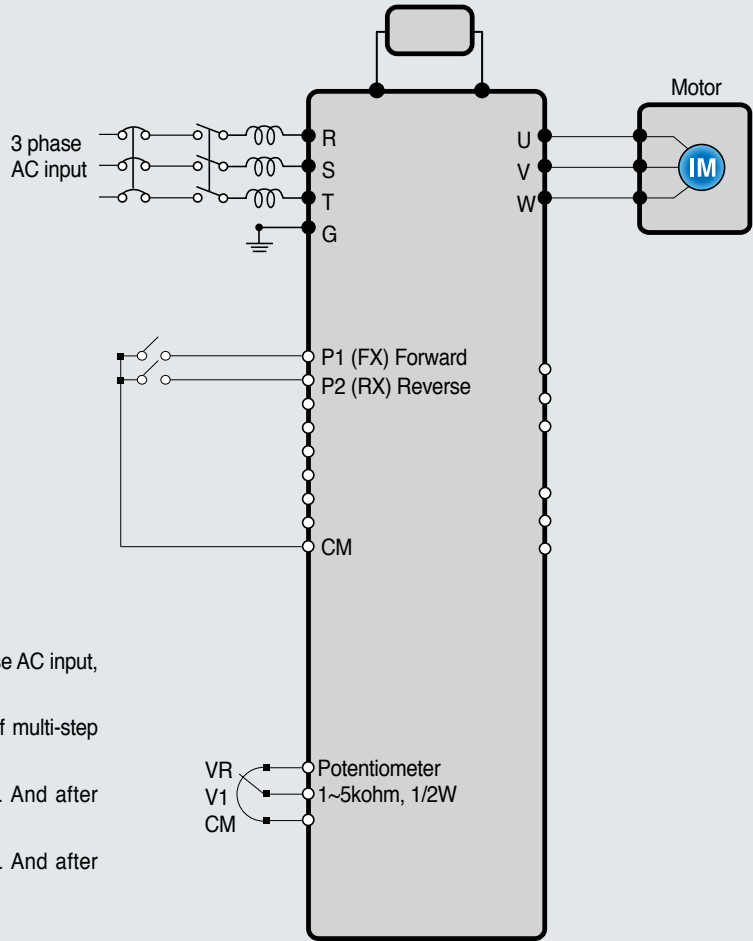 Motor
3 phase
AC input
R
S
T
G
U
V
W
IM
P1 (FX) Forward
P2 (RX) Reverse
CM
e AC input,
multi-step
VR
Potentiometer
V1
1~5kohm, 1/2W
CM
. And after
. And after